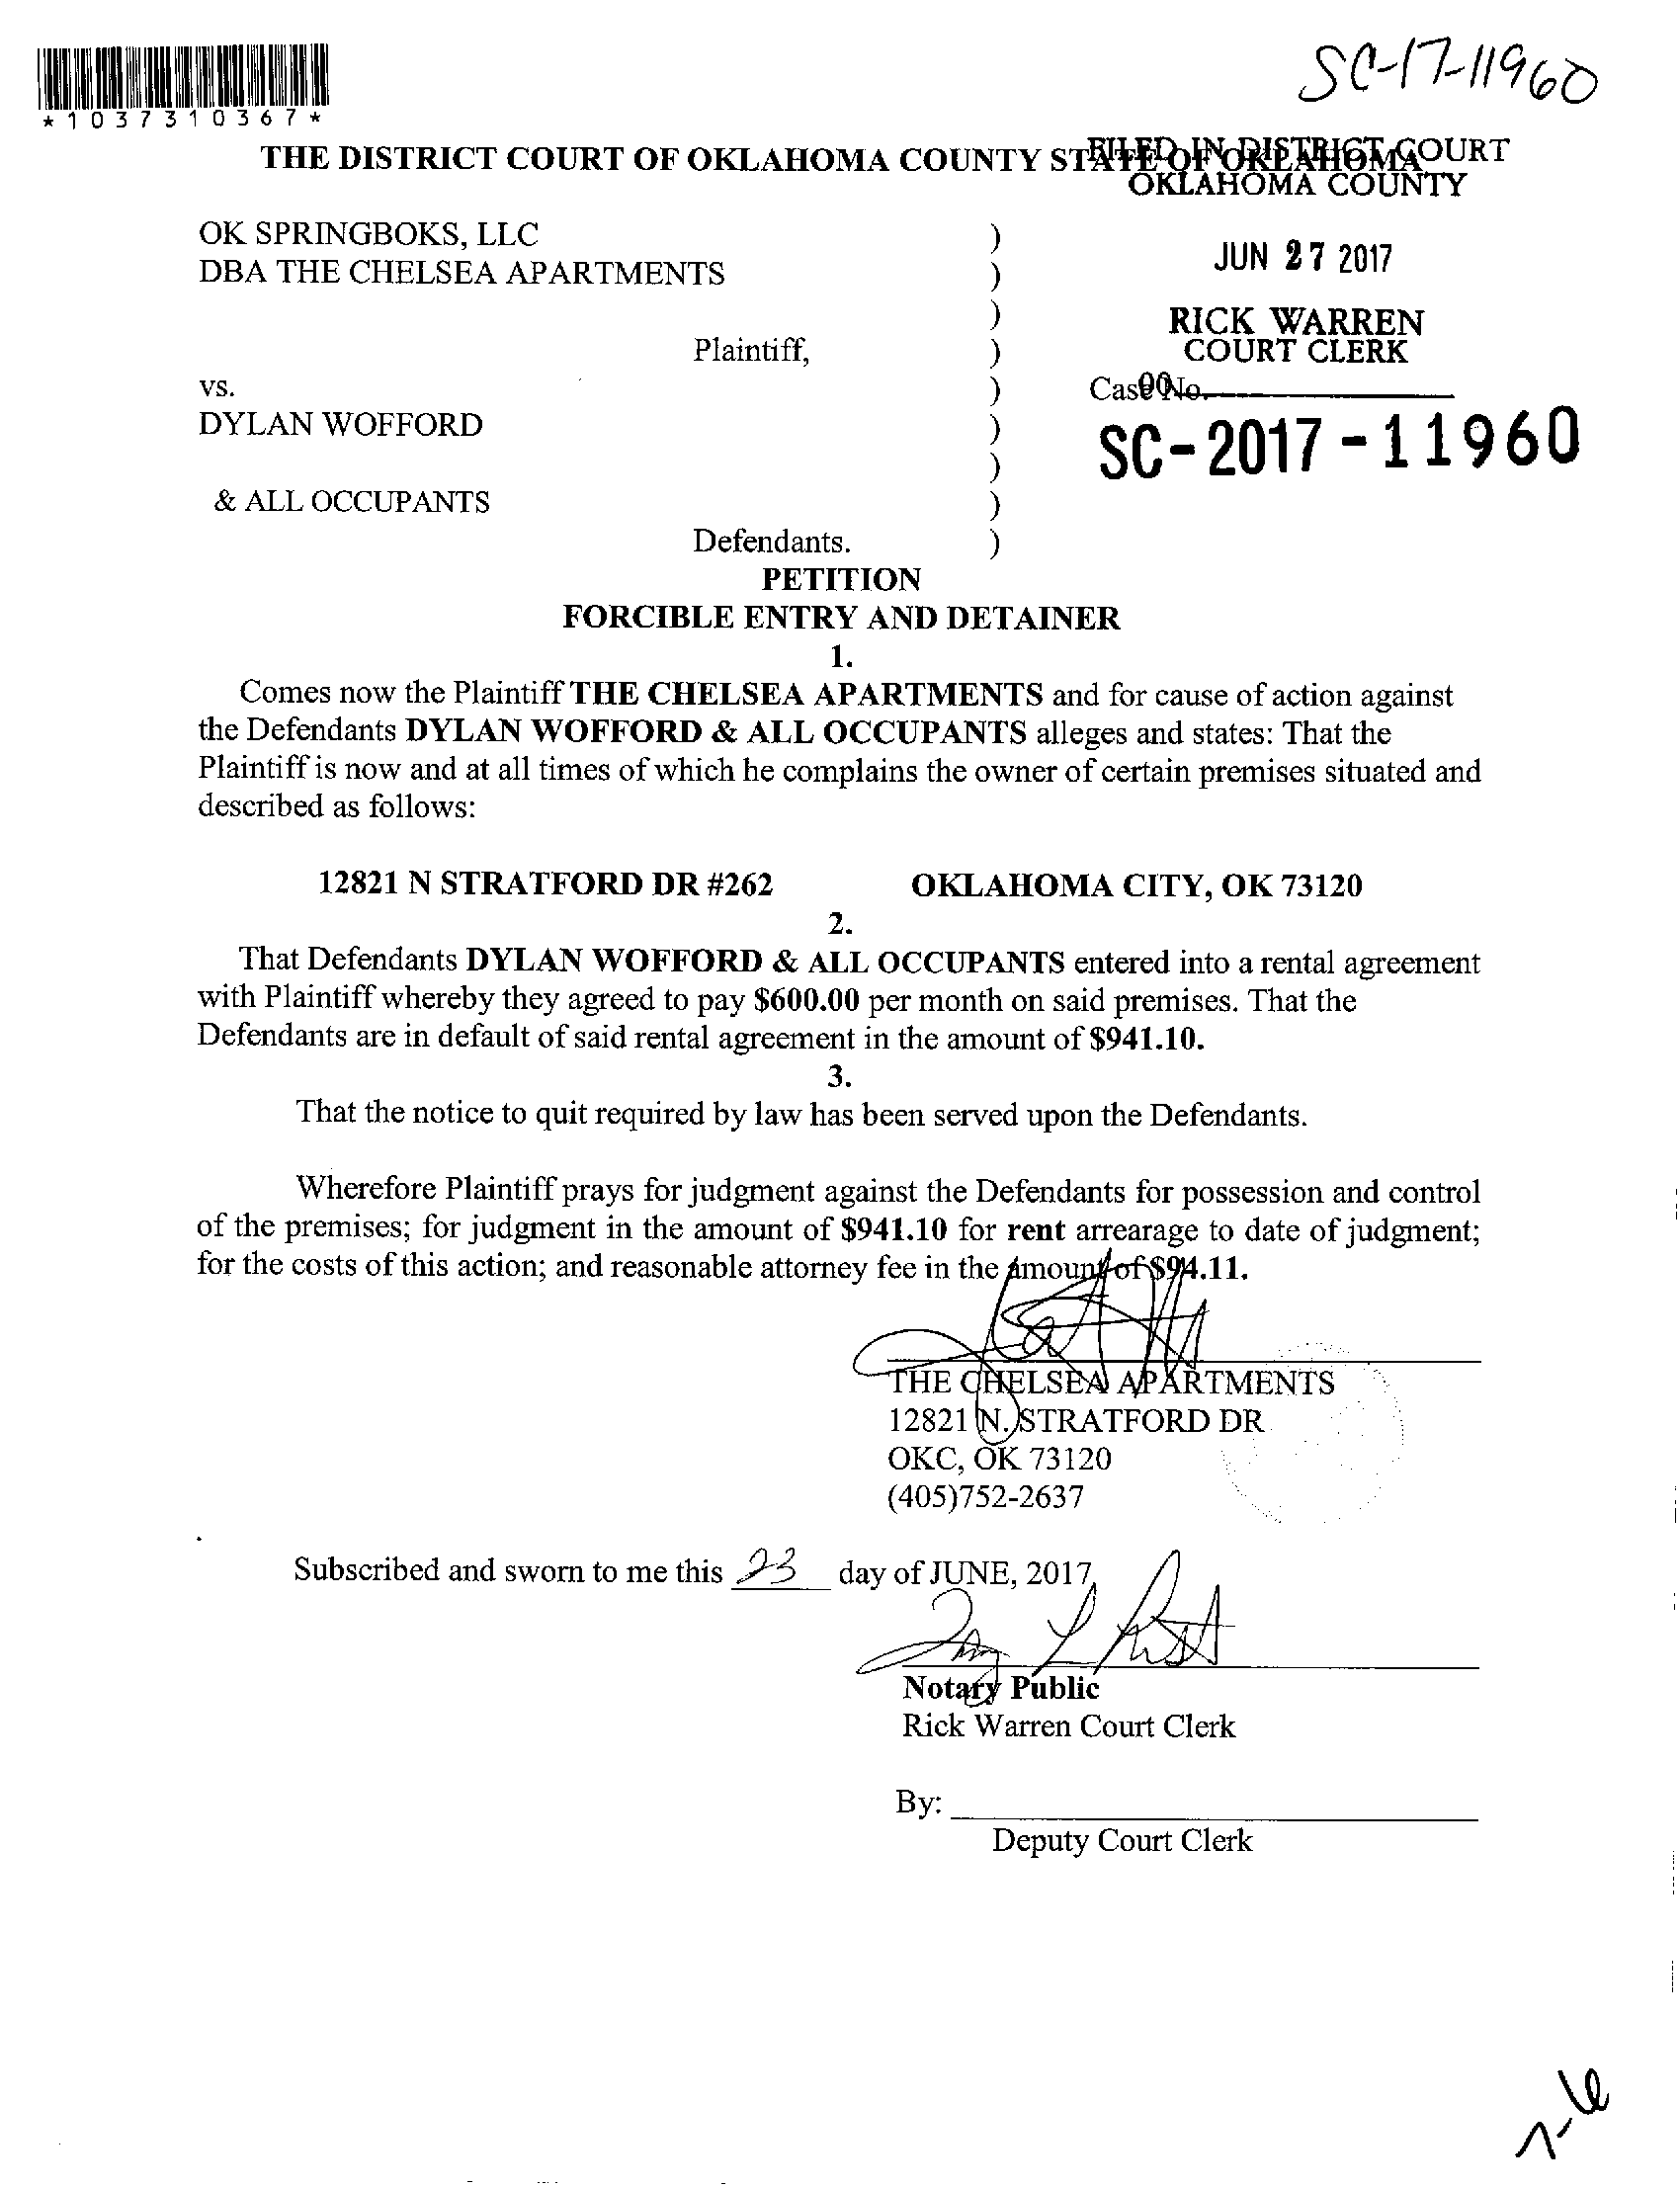 SC-17-11960
*1037310367*
THE DISTRICT COURT OF OKLAHOMA COUNTY STATE OF OKLAHOMA
FILED IN DISTRICT COURT
OKLAHOMA COUNTY
OK SPRINGBOKS, LLC )
DBA THE CHELSEA APARTMENTS )
JUN 27 2017
)
RICK WARREN
Plaintiff, )
COURT CLERK
vs. ) Case No.
DYLAN WOFFORD )
SC-2017-11960
)
& ALL OCCUPANTS )
Defendants. )
PETITION
FORCIBLE ENTRY AND DETAINER
1.
Comes now the Plaintiff THE CHELSEA APARTMENTS and for cause of action against
the Defendants DYLAN WOFFORD & ALL OCCUPANTS alleges and states: That the
Plaintiff is now and at all times of which he complains the owner of certain premises situated and
described as follows:
12821 N STRATFORD DR #262 OKLAHOMA CITY, OK 73120
2.
That Defendants DYLAN WOFFORD & ALL OCCUPANTS entered into a rental agreement
with Plaintiff whereby they agreed to pay $600.00 per month on said premises. That the
Defendants are in default of said rental agreement in the amount of $941.10.
3.
That the notice to quit required by law has been served upon the Defendants.
Wherefore Plaintiff prays for judgment against the Defendants for possession and control
of the premises; for judgment in the amount of $941.10 for rent arrearage to date of judgment;
for the costs of this action; and reasonable attorney fee in the amount of $94.11.
THE CHELSEA APARTMENTS
12821 N. STRATFORD DR
OKC, OK 73120
(405)752-2637
Subscribed and sworn to me this 23 day of JUNE, 2017
Notary Public
Rick Warren Court Clerk
By:
Deputy Court Clerk
7-6